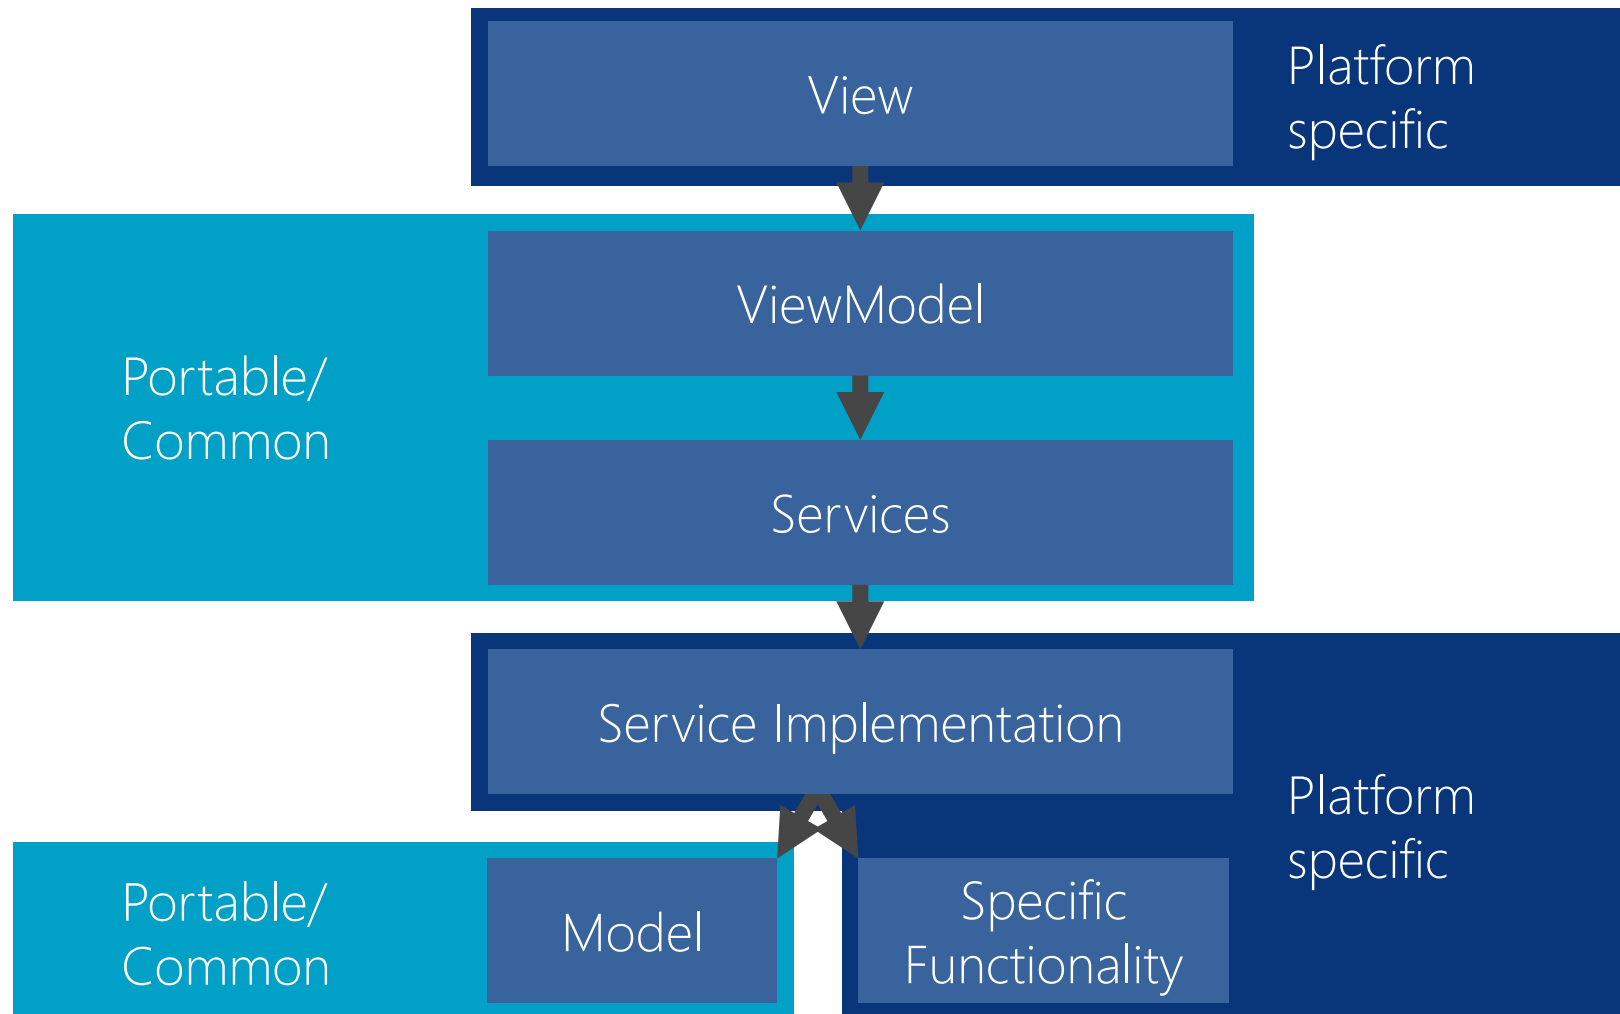 View
Platform
specific
ViewModel
Portable/
Common
Services
Service Implementation
Platform
specific
Portable/
Common
Model
Specific
Functionality